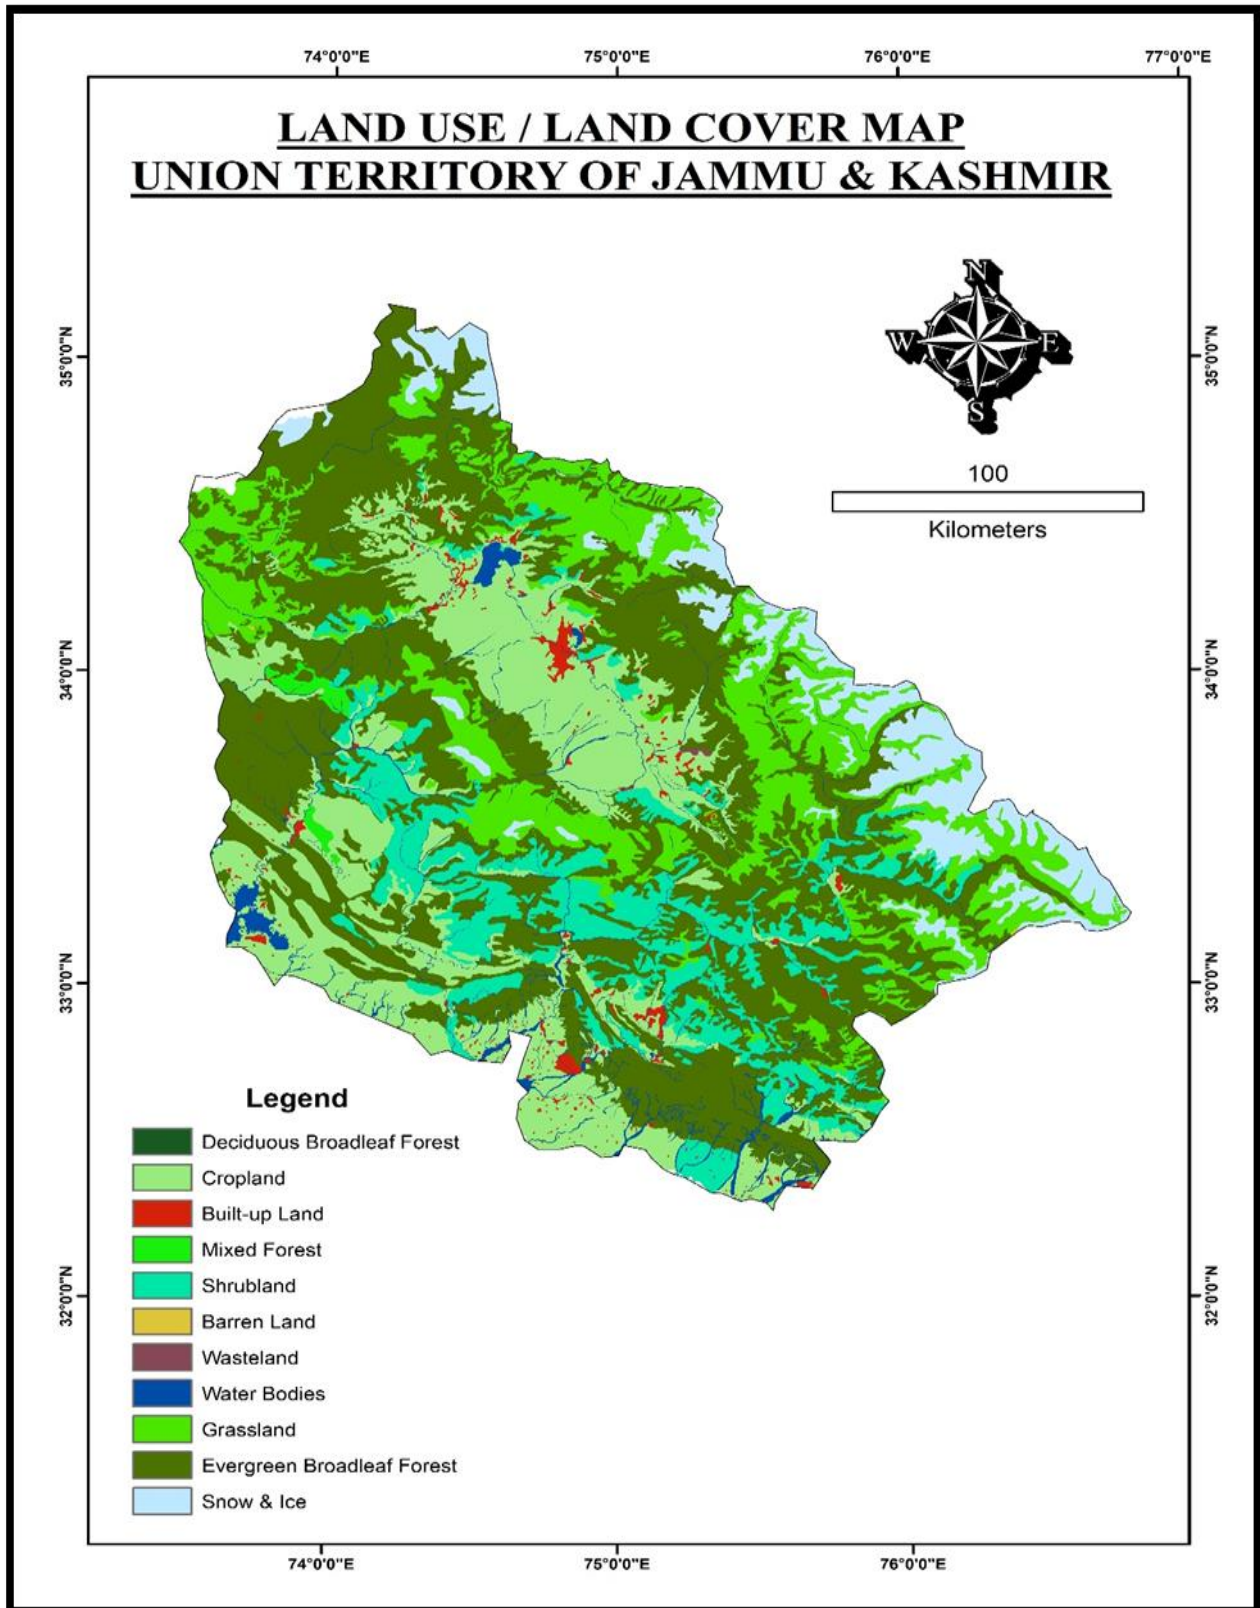 74°0'0"E 75°0'0"E 76°0'0"E 77°0'0"E
LAND USE / LAND COVER MAP
UNION TERRITORY OF JAMMU & KASHMIR
N
W E
S
35°0'0"N 35°0'0"N
100
Kilometers
34°0'0"N 34°0'0"N
33°0'0"N 33°0'0"N
Legend
Deciduous Broadleaf Forest
Cropland
Built-up Land
Mixed Forest
Shrubland
32°0'0"N 32°0'0"N
Barren Land
Wasteland
Water Bodies
Grassland
Evergreen Broadleaf Forest
Snow & Ice
74°0'0"E 75°0'0"E 76°0'0"E